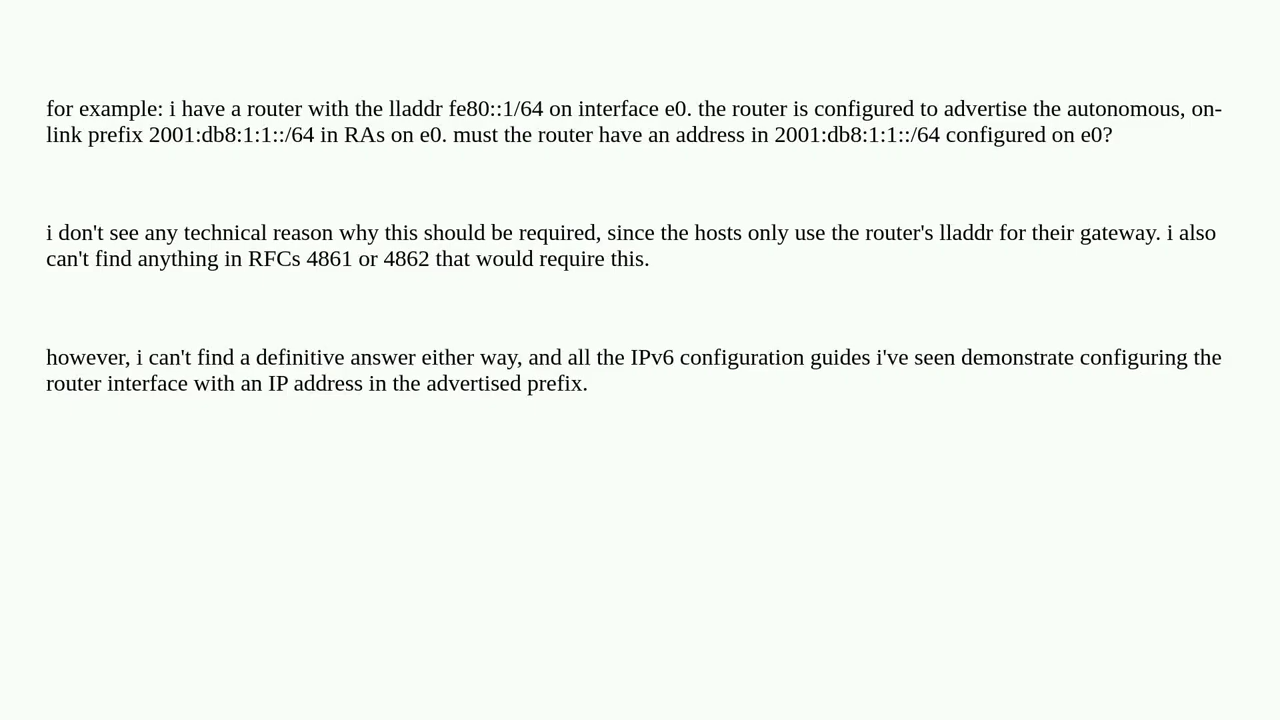 for example: i have a router with the lladdr fe80::1/64 on interface e0. the router is configured to advertise the autonomous, on-
link prefix 2001:db8:1:1::/64 in RAs on e0. must the router have an address in 2001:db8:1:1::/64 configured on e0?
i don't see any technical reason why this should be required, since the hosts only use the router's lladdr for their gateway. i also
can't find anything in RFCs 4861 or 4862 that would require this.
however, i can't find a definitive answer either way, and all the IPv6 configuration guides i've seen demonstrate configuring the
router interface with an IP address in the advertised prefix.